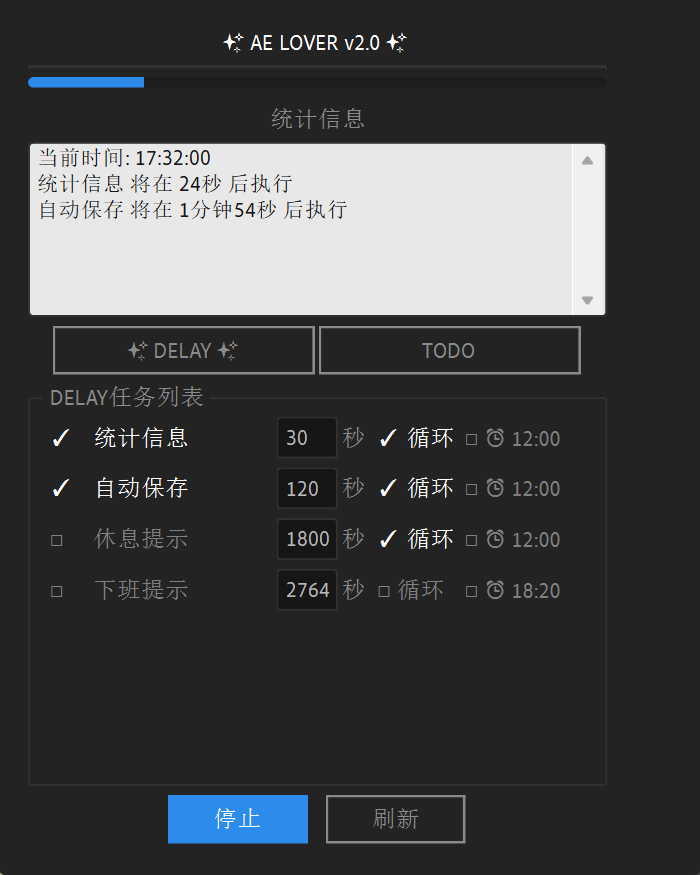 AE LOVER v2.0
统计信息
当前时间: 17:32:00
统计信息 将在 24秒 后执行
自动保存 将在 1分钟54秒 后执行
DELAY TODO
DELAY任务列表
✓ 统计信息 30 秒 ✓ 循环 □ ⏰ 12:00
✓ 自动保存 120 秒 ✓ 循环 □ ⏰ 12:00
□ 休息提示 1800 秒 ✓ 循环 □ ⏰ 12:00
□ 下班提示 2764 秒 □ 循环 □ ⏰ 18:20
停止 刷新